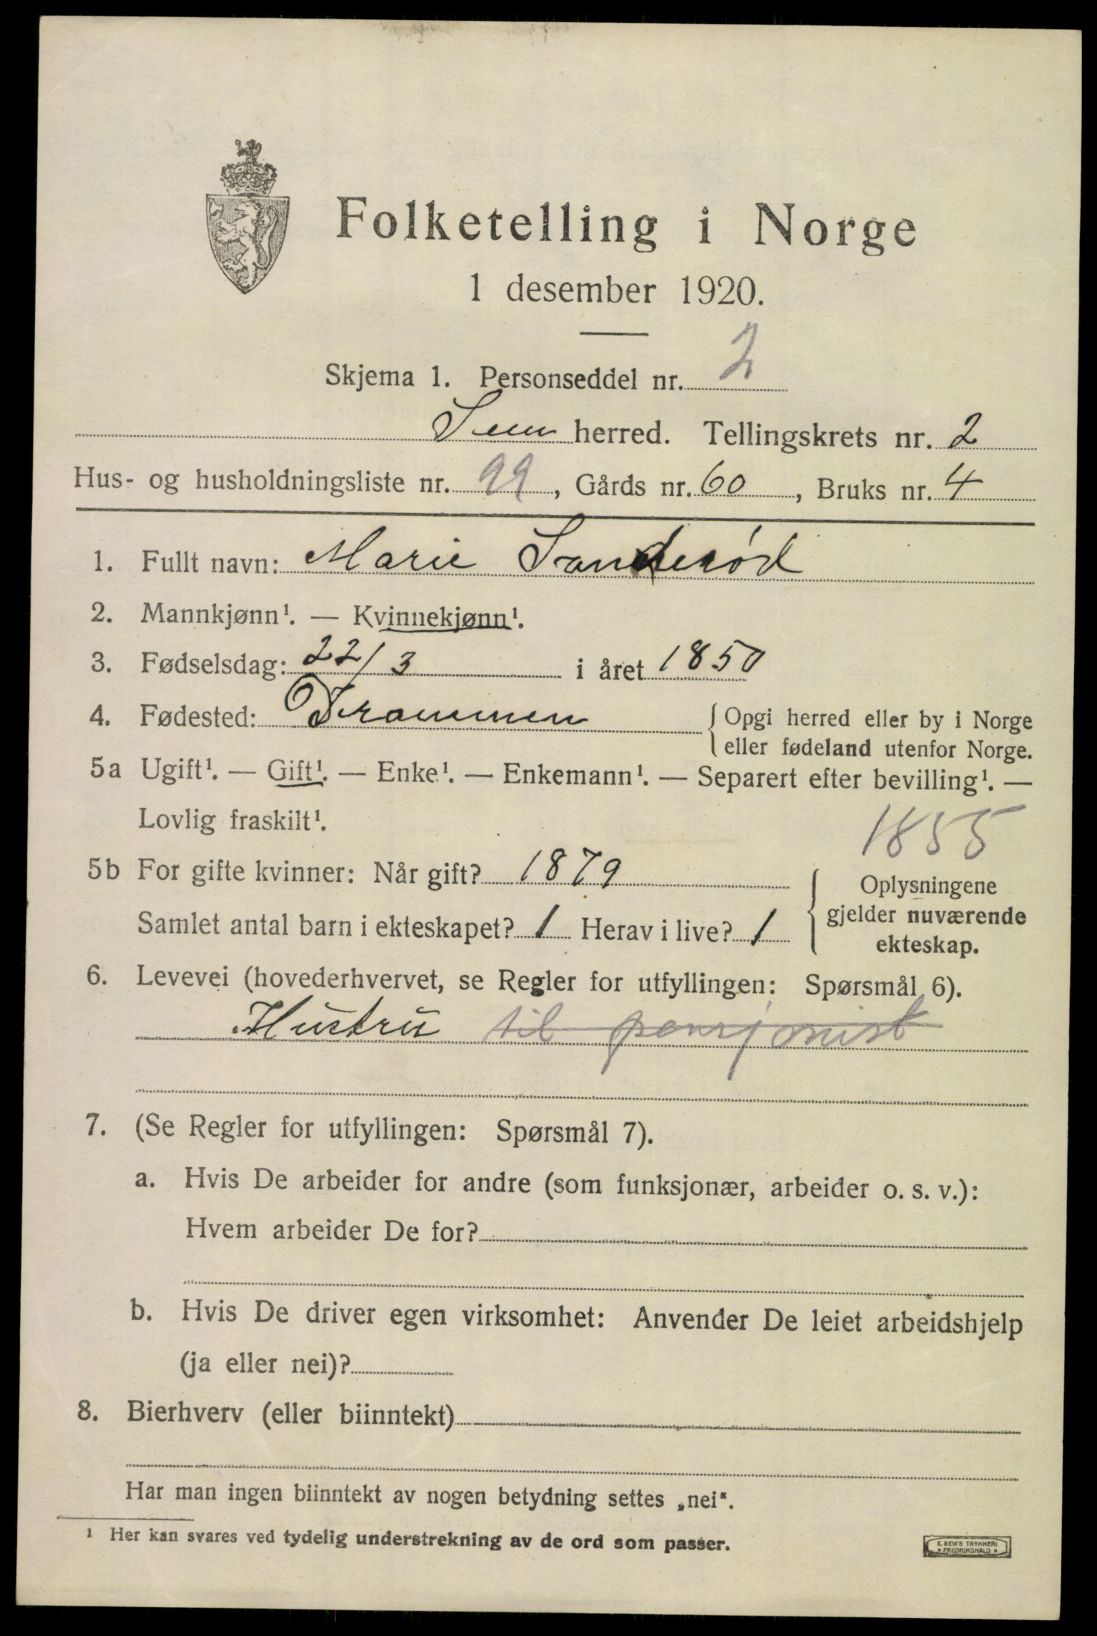 Folketelling i Norge
1 desember 1920.
Skjema 1. Personseddel nr. 2
Sem herred. Tellingskrets nr. 2
Hus- og husholdningsliste nr. 99, Gårds nr. 60, Bruks nr. 4
1. Fullt navn: Marie Sanderød
2. Mannkjønn¹. — Kvinnekjønn¹.
3. Fødselsdag: 22/3 i året 1850
4. Fødested: Drammen { Opgi herred eller by i Norge
eller fødeland utenfor Norge.
5a Ugift¹. — Gift¹. — Enke¹. — Enkemann¹. — Separert efter bevilling¹. —
Lovlig fraskilt¹. 1855
5b For gifte kvinner: Når gift? 1879
Samlet antal barn i ekteskapet? 1 Herav i live? 1
{ Oplysningene
gjelder nuværende
ekteskap.
6. Levevei (hovederhvervet, se Regler for utfyllingen: Spørsmål 6).
Hustru til pensjonist
7. (Se Regler for utfyllingen: Spørsmål 7).
a. Hvis De arbeider for andre (som funksjonær, arbeider o. s. v.):
Hvem arbeider De for?
b. Hvis De driver egen virksomhet: Anvender De leiet arbeidshjelp
(ja eller nei)?
8. Bierhverv (eller biinntekt)
Har man ingen biinntekt av nogen betydning settes „nei".
¹ Her kan svares ved tydelig understrekning av de ord som passer.
E. SEM'S TRYKKERI
* FREDRIKSHALD *